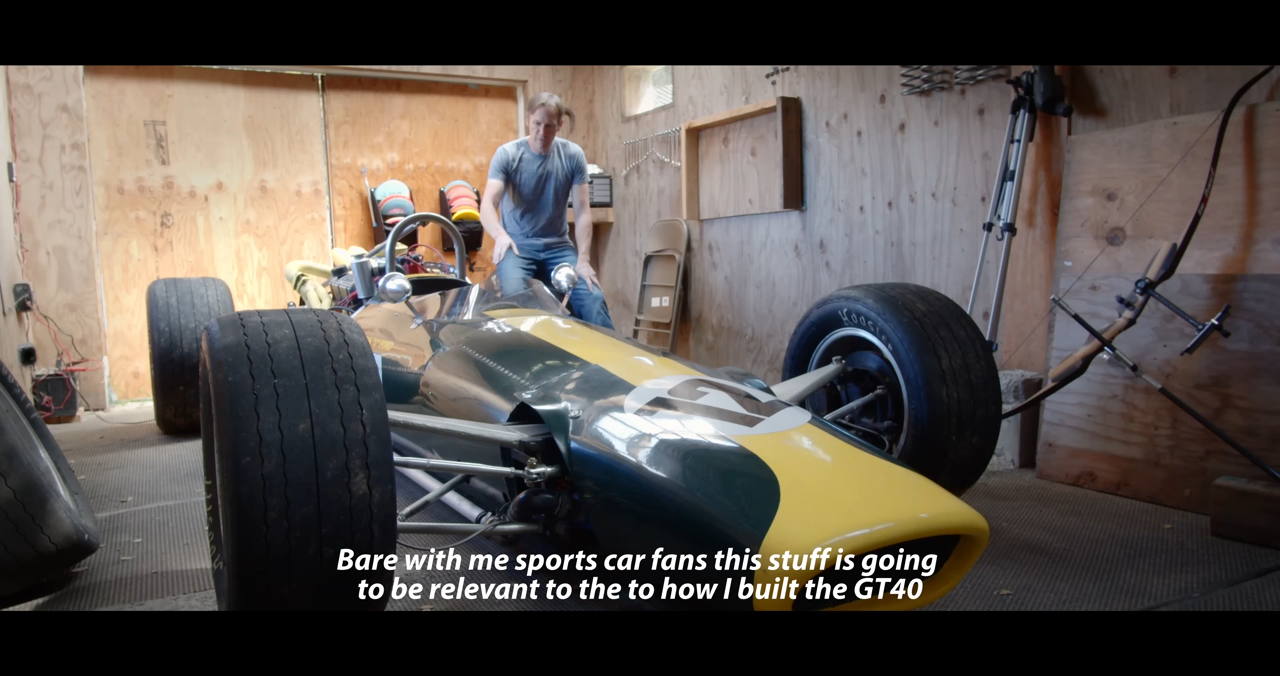 HOOSIER
Bare with me sports car fans this stuff is going
to be relevant to the to how I built the GT40